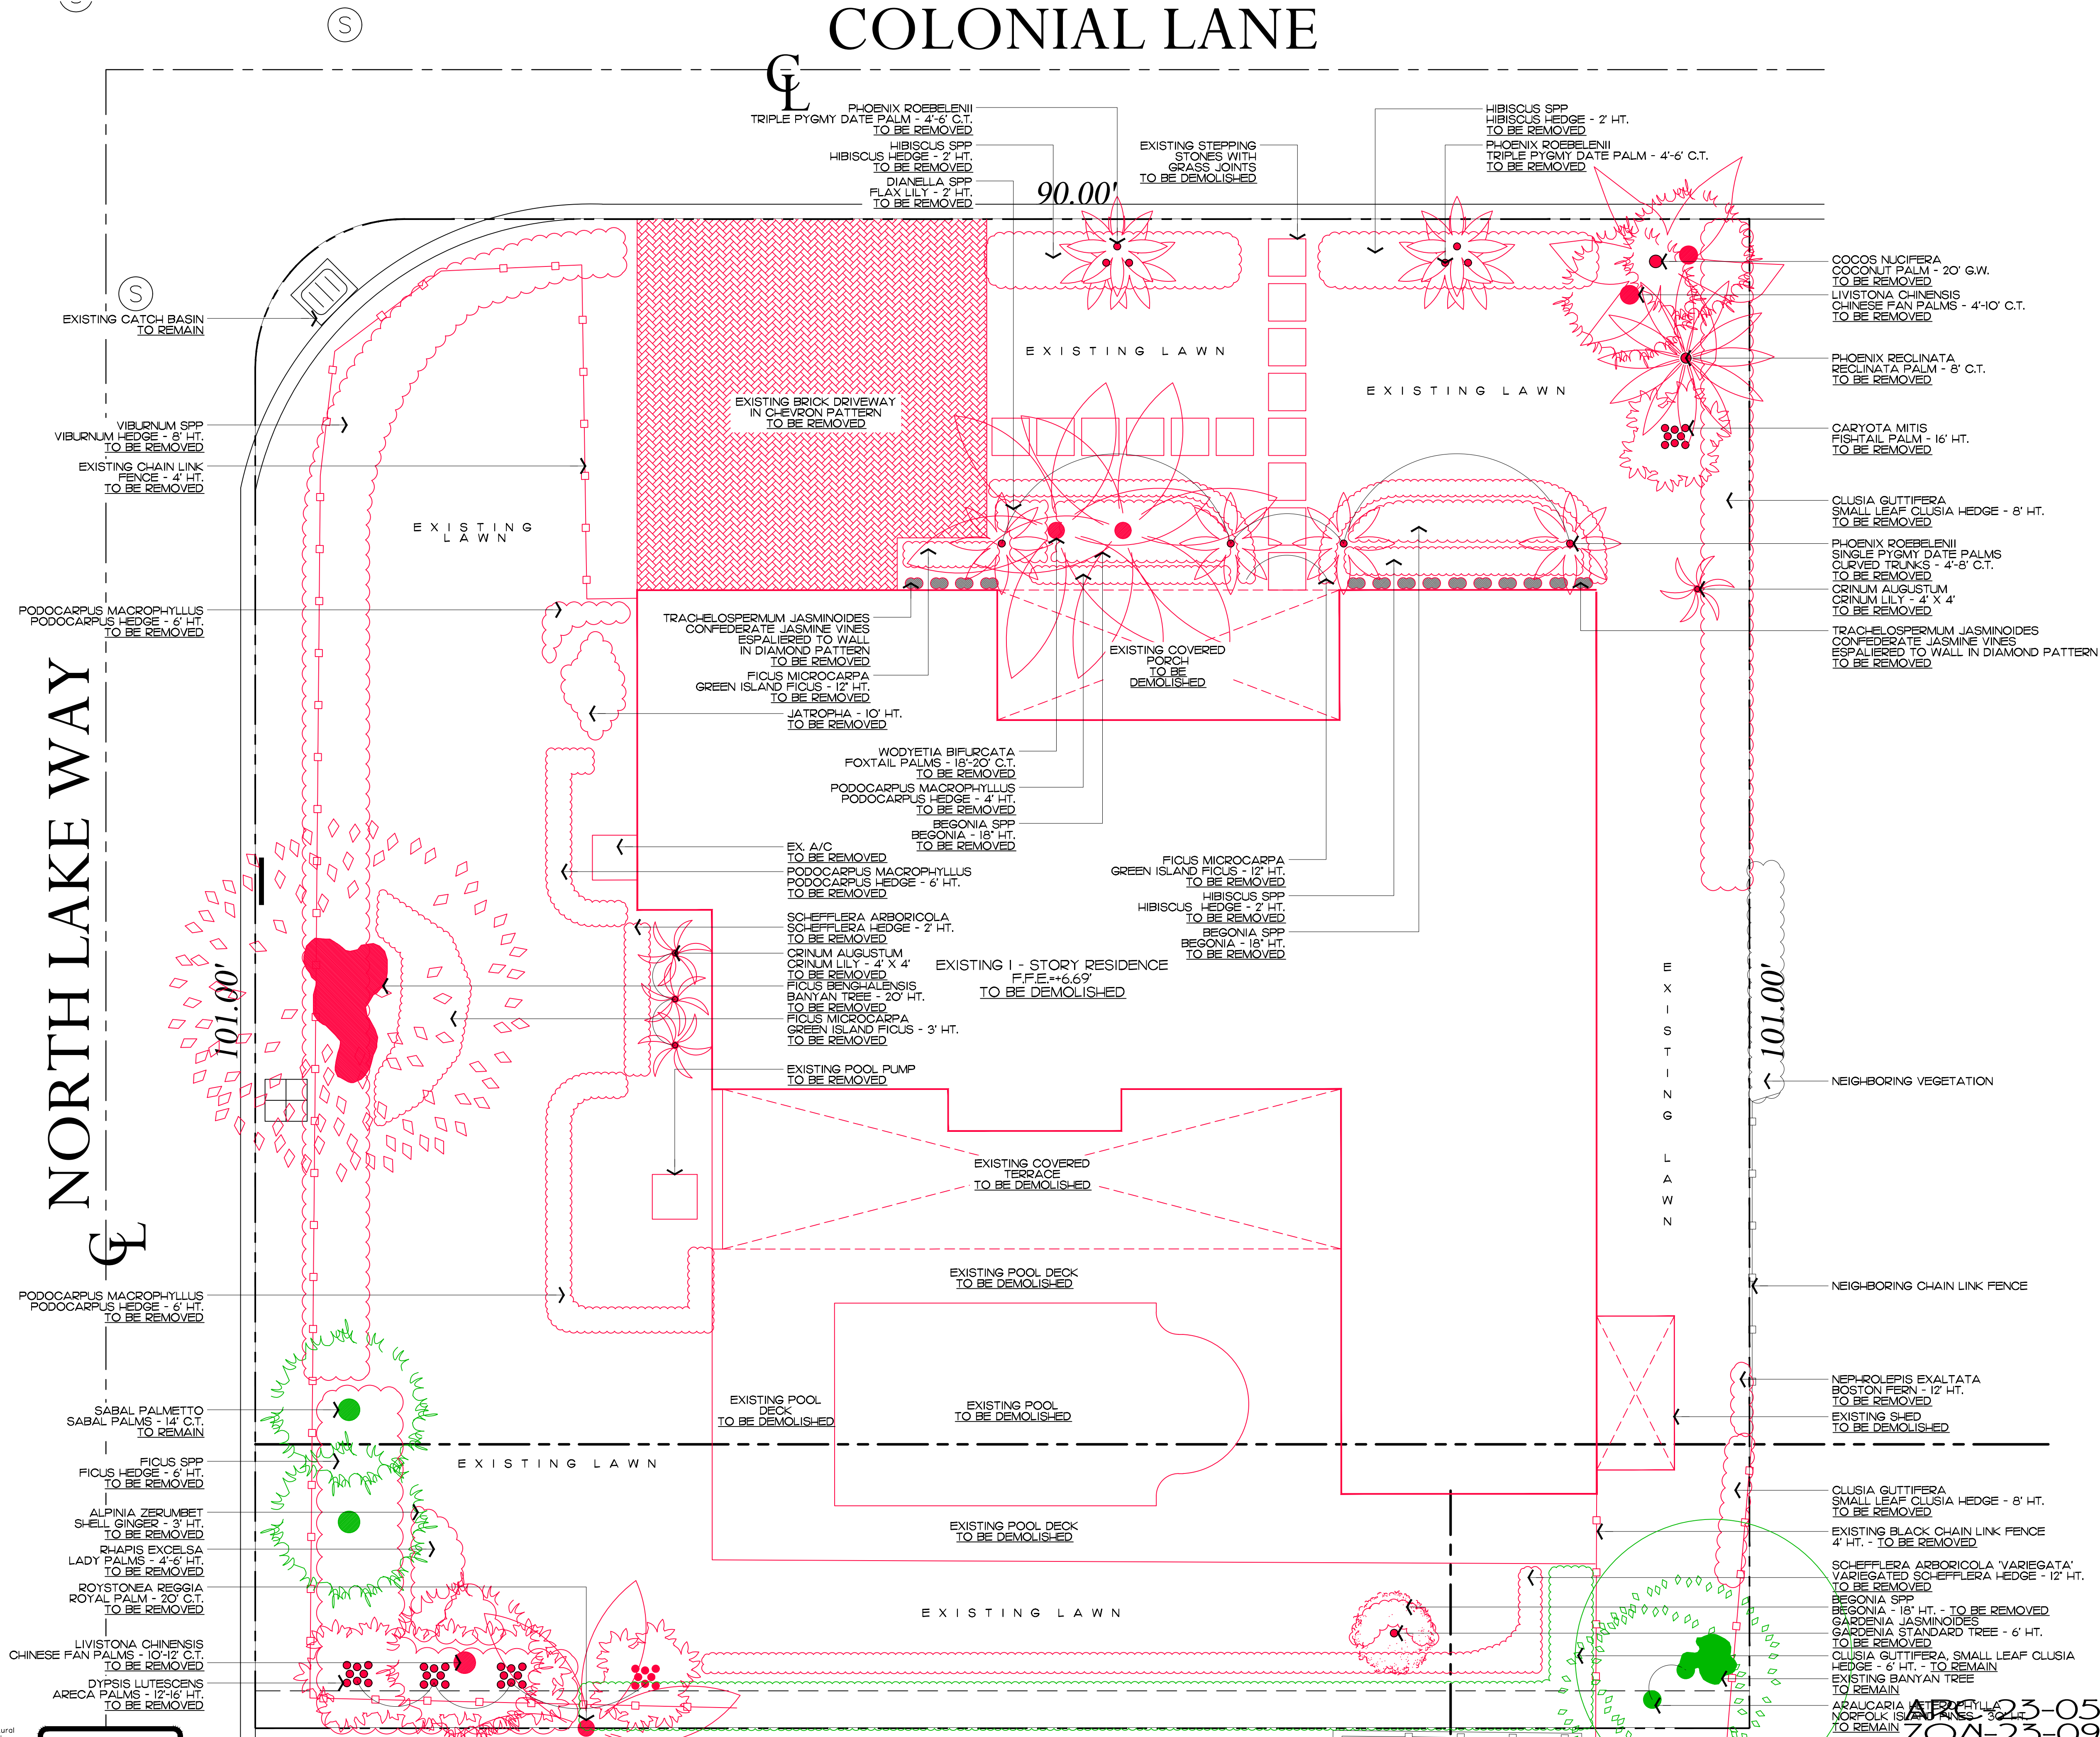 COLONIAL LANE
S
S
CL
PHOENIX ROEBELENII
TRIPLE PYGMY DATE PALM - 4'-6' C.T.
TO BE REMOVED
HIBISCUS SPP
HIBISCUS HEDGE - 2' HT.
TO BE REMOVED
DIANELLA SPP
FLAX LILY - 2' HT.
TO BE REMOVED
EXISTING STEPPING
STONES WITH
GRASS JOINTS
TO BE DEMOLISHED
HIBISCUS SPP
HIBISCUS HEDGE - 2' HT.
TO BE REMOVED
PHOENIX ROEBELENII
TRIPLE PYGMY DATE PALM - 4'-6' C.T.
TO BE REMOVED
90.00'
S
EXISTING CATCH BASIN
TO REMAIN
VIBURNUM SPP
VIBURNUM HEDGE - 8' HT.
TO BE REMOVED
EXISTING CHAIN LINK
FENCE - 4' HT.
TO BE REMOVED
PODOCARPUS MACROPHYLLUS
PODOCARPUS HEDGE - 6' HT.
TO BE REMOVED
NORTH LAKE WAY
CL
101.00'
PODOCARPUS MACROPHYLLUS
PODOCARPUS HEDGE - 6' HT.
TO BE REMOVED
SABAL PALMETTO
SABAL PALMS - 14' C.T.
TO REMAIN
FICUS SPP
FICUS HEDGE - 6' HT.
TO BE REMOVED
ALPINIA ZERUMBET
SHELL GINGER - 3' HT.
TO BE REMOVED
RHAPIS EXCELSA
LADY PALMS - 4'-6' HT.
TO BE REMOVED
ROYSTONEA REGGIA
ROYAL PALM - 20' C.T.
TO BE REMOVED
LIVISTONA CHINENSIS
CHINESE FAN PALMS - 10'-12' C.T.
TO BE REMOVED
DYPSIS LUTESCENS
ARECA PALMS - 12'-16' HT.
TO BE REMOVED
ural
EXISTING
LAWN
EXISTING BRICK DRIVEWAY
IN CHEVRON PATTERN
TO BE REMOVED
EXISTING LAWN
EXISTING LAWN
TRACHELOSPERMUM JASMINOIDES
CONFEDERATE JASMINE VINES
ESPALIERED TO WALL
IN DIAMOND PATTERN
TO BE REMOVED
FICUS MICROCARPA
GREEN ISLAND FICUS - 12" HT.
TO BE REMOVED
JATROPHA - 10' HT.
TO BE REMOVED
EXISTING COVERED
PORCH
TO BE
DEMOLISHED
WODYETIA BIFURCATA
FOXTAIL PALMS - 18'-20' C.T.
TO BE REMOVED
PODOCARPUS MACROPHYLLUS
PODOCARPUS HEDGE - 4' HT.
TO BE REMOVED
BEGONIA SPP
BEGONIA - 18" HT.
TO BE REMOVED
EX. A/C
TO BE REMOVED
PODOCARPUS MACROPHYLLUS
PODOCARPUS HEDGE - 6' HT.
TO BE REMOVED
SCHEFFLERA ARBORICOLA
SCHEFFLERA HEDGE - 2' HT.
TO BE REMOVED
CRINUM AUGUSTUM
CRINUM LILY - 4' X 4'
TO BE REMOVED
FICUS BENGHALENSIS
BANYAN TREE - 20' HT.
TO BE REMOVED
FICUS MICROCARPA
GREEN ISLAND FICUS - 3' HT.
TO BE REMOVED
EXISTING POOL PUMP
TO BE REMOVED
FICUS MICROCARPA
GREEN ISLAND FICUS - 12" HT.
TO BE REMOVED
HIBISCUS SPP
HIBISCUS HEDGE - 2' HT.
TO BE REMOVED
BEGONIA SPP
BEGONIA - 18" HT.
TO BE REMOVED
EXISTING 1 - STORY RESIDENCE
F.F.E.=+6.69'
TO BE DEMOLISHED
EXISTING COVERED
TERRACE
TO BE DEMOLISHED
EXISTING POOL DECK
TO BE DEMOLISHED
EXISTING POOL
DECK
TO BE DEMOLISHED
EXISTING POOL
TO BE DEMOLISHED
EXISTING LAWN
EXISTING POOL DECK
TO BE DEMOLISHED
EXISTING LAWN
EXISTING LAWN
101.00'
COCOS NUCIFERA
COCONUT PALM - 20' G.W.
TO BE REMOVED
LIVISTONA CHINENSIS
CHINESE FAN PALMS - 4'-10' C.T.
TO BE REMOVED
PHOENIX RECLINATA
RECLINATA PALM - 8' C.T.
TO BE REMOVED
CARYOTA MITIS
FISHTAIL PALM - 16' HT.
TO BE REMOVED
CLUSIA GUTTIFERA
SMALL LEAF CLUSIA HEDGE - 8' HT.
TO BE REMOVED
PHOENIX ROEBELENII
SINGLE PYGMY DATE PALMS
CURVED TRUNKS - 4'-8' C.T.
TO BE REMOVED
CRINUM AUGUSTUM
CRINUM LILY - 4' X 4'
TO BE REMOVED
TRACHELOSPERMUM JASMINOIDES
CONFEDERATE JASMINE VINES
ESPALIERED TO WALL IN DIAMOND PATTERN
TO BE REMOVED
NEIGHBORING VEGETATION
NEIGHBORING CHAIN LINK FENCE
NEPHROLEPIS EXALTATA
BOSTON FERN - 12" HT.
TO BE REMOVED
EXISTING SHED
TO BE DEMOLISHED
CLUSIA GUTTIFERA
SMALL LEAF CLUSIA HEDGE - 8' HT.
TO BE REMOVED
EXISTING BLACK CHAIN LINK FENCE
4' HT. - TO BE REMOVED
SCHEFFLERA ARBORICOLA 'VARIEGATA'
VARIEGATED SCHEFFLERA HEDGE - 12" HT.
TO BE REMOVED
BEGONIA SPP
BEGONIA - 18" HT. - TO BE REMOVED
GARDENIA JASMINOIDES
GARDENIA STANDARD TREE - 6' HT.
TO BE REMOVED
CLUSIA GUTTIFERA, SMALL LEAF CLUSIA
HEDGE - 6' HT. - TO REMAIN
EXISTING BANYAN TREE
TO REMAIN
ARAUCARIA HETEROPHYLLA
NORFOLK ISLAND PINES - 30' HT.
TO REMAIN
ARC-23-05
ZON-23-09